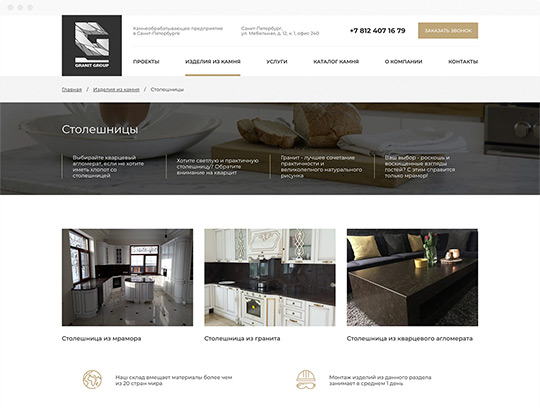 GRANIT GROUP
Камнеобрабатывающее предприятие
в Санкт-Петербурге
Санкт-Петербург,
ул. Мебельная, д. 12, к. 1, офис 240
+7 812 407 16 79
ЗАКАЗАТЬ ЗВОНОК
ПРОЕКТЫ
ИЗДЕЛИЯ ИЗ КАМНЯ
УСЛУГИ
КАТАЛОГ КАМНЯ
О КОМПАНИИ
КОНТАКТЫ
Главная / Изделия из камня / Столешницы
Столешницы
Выбирайте кварцевый
агломерат, если не хотите
иметь хлопот со
столешницей
Хотите светлую и практичную
столешницу? Обратите
внимание на кварцит
Гранит - лучшее сочетание
практичности и
великолепного натурального
рисунка
Ваш выбор - роскошь и
восхищенные взгляды
гостей? С этим справится
только мрамор!
Столешница из мрамора
Столешница из гранита
Столешница из кварцевого агломерата
Наш склад вмещает материалы более чем
из 20 стран мира
Монтаж изделий из данного раздела
занимает в среднем 1 день